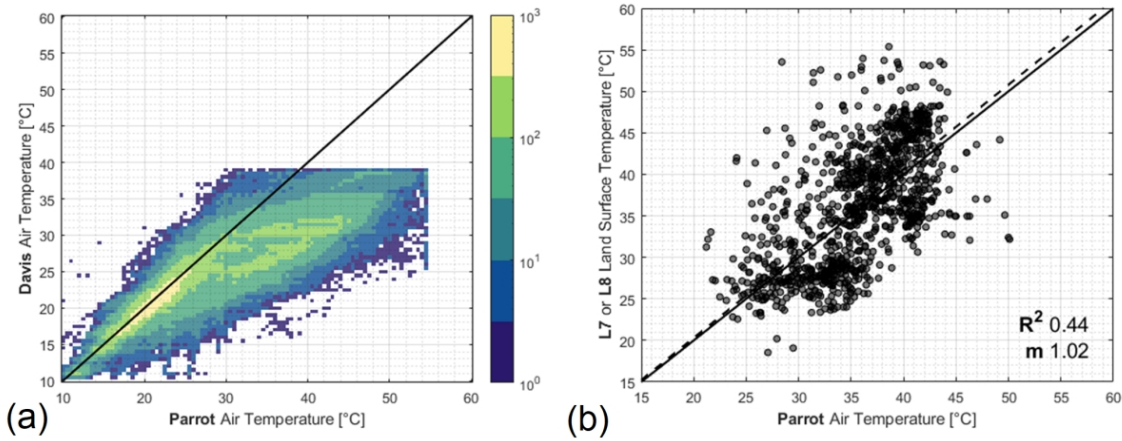 60
55
50
45
40
35
30
25
20
15
10
10 20 30 40 50 60
Davis Air Temperature [°C]
Parrot Air Temperature [°C]
10³
10²
10¹
10⁰
(a)
60
55
50
45
40
35
30
25
20
15
15 20 25 30 35 40 45 50 55 60
L7 or L8 Land Surface Temperature [°C]
R² 0.44
m 1.02
Parrot Air Temperature [°C]
(b)